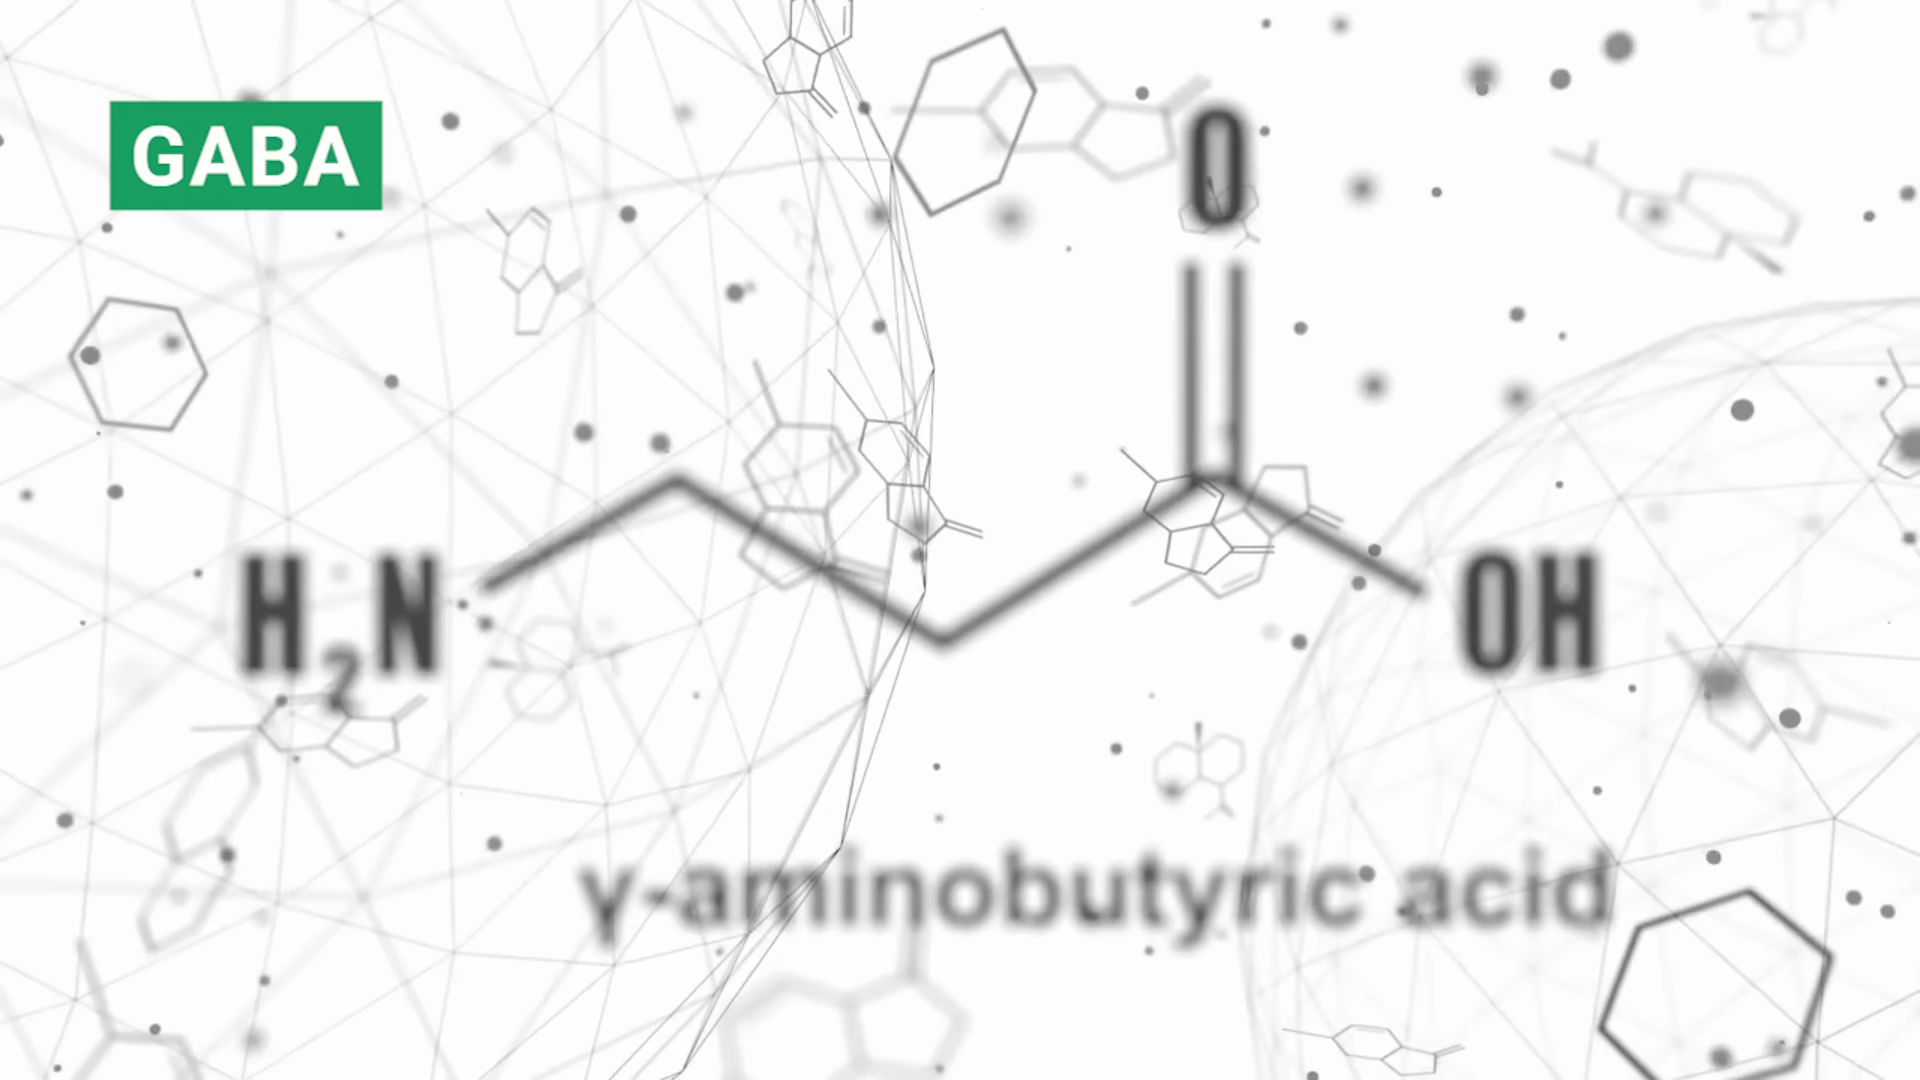 GABA
O
H₂N
OH
γ-aminobutyric acid